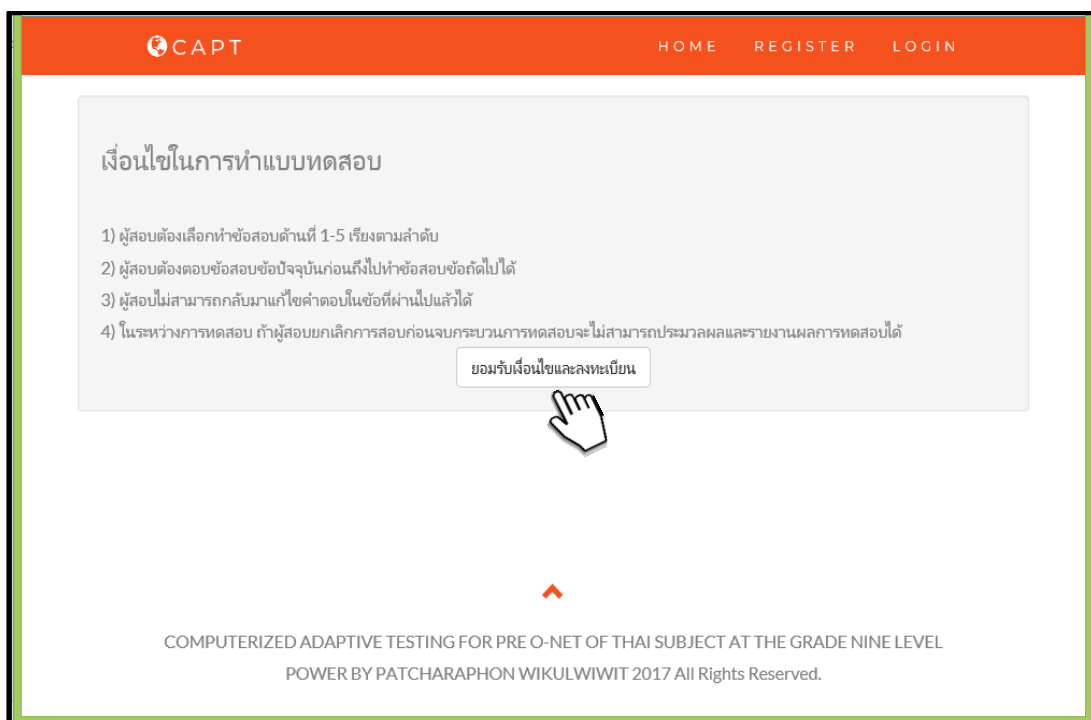 CAPT HOME REGISTER LOGIN
เงื่อนไขในการทำแบบทดสอบ
1) ผู้สอบต้องเลือกทำข้อสอบด้านที่ 1-5 เรียงตามลำดับ
2) ผู้สอบต้องตอบข้อสอบข้อปัจจุบันก่อนถึงไปทำข้อสอบข้อถัดไปได้
3) ผู้สอบไม่สามารถกลับมาแก้ไขคำตอบในข้อที่ผ่านไปแล้วได้
4) ในระหว่างการทดสอบ ถ้าผู้สอบยกเลิกการสอบก่อนจบกระบวนการทดสอบจะไม่สามารถประมวลผลและรายงานผลการทดสอบได้
ยอมรับเงื่อนไขและลงทะเบียน
COMPUTERIZED ADAPTIVE TESTING FOR PRE O-NET OF THAI SUBJECT AT THE GRADE NINE LEVEL
POWER BY PATCHARAPHON WIKULWIWIT 2017 All Rights Reserved.